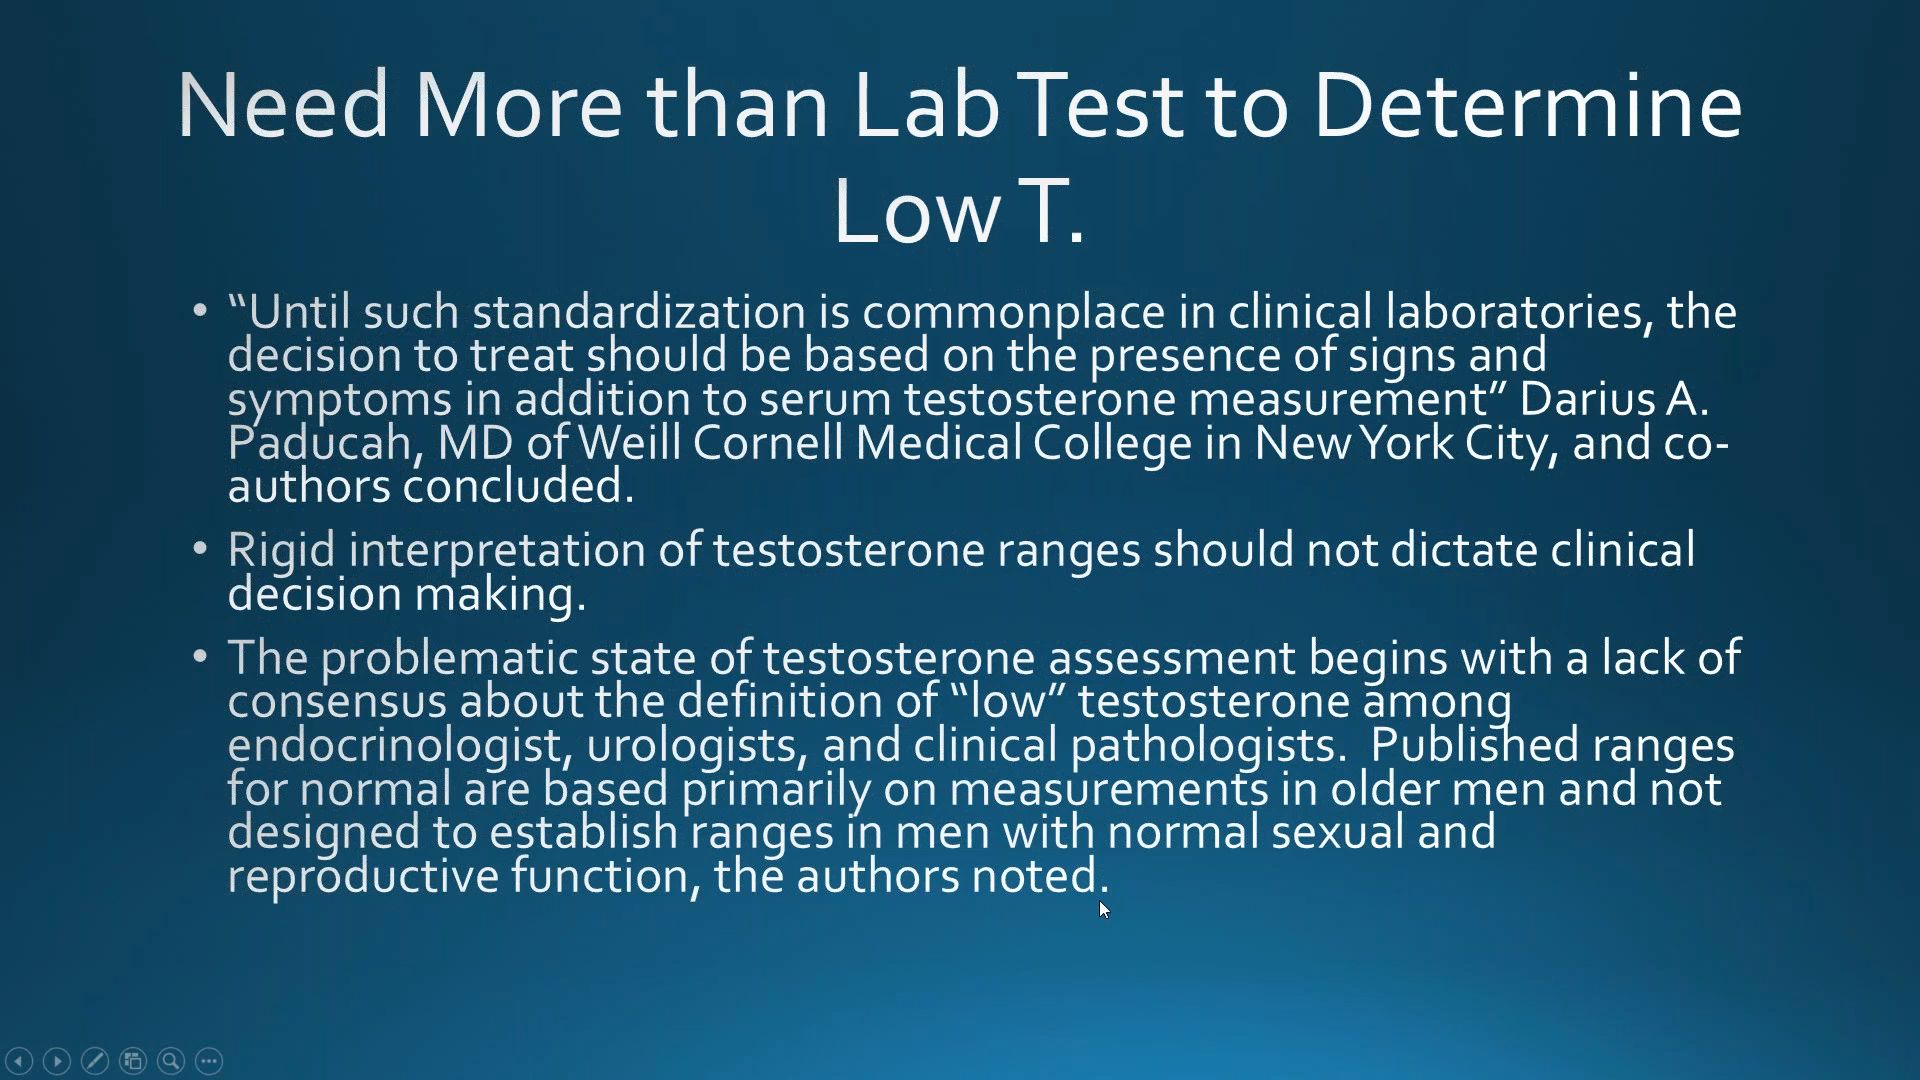 Need More than Lab Test to Determine
Low T.
• “Until such standardization is commonplace in clinical laboratories, the
decision to treat should be based on the presence of signs and
symptoms in addition to serum testosterone measurement” Darius A.
Paducah, MD of Weill Cornell Medical College in New York City, and co-
authors concluded.
• Rigid interpretation of testosterone ranges should not dictate clinical
decision making.
• The problematic state of testosterone assessment begins with a lack of
consensus about the definition of “low” testosterone among
endocrinologist, urologists, and clinical pathologists.  Published ranges
for normal are based primarily on measurements in older men and not
designed to establish ranges in men with normal sexual and
reproductive function, the authors noted.